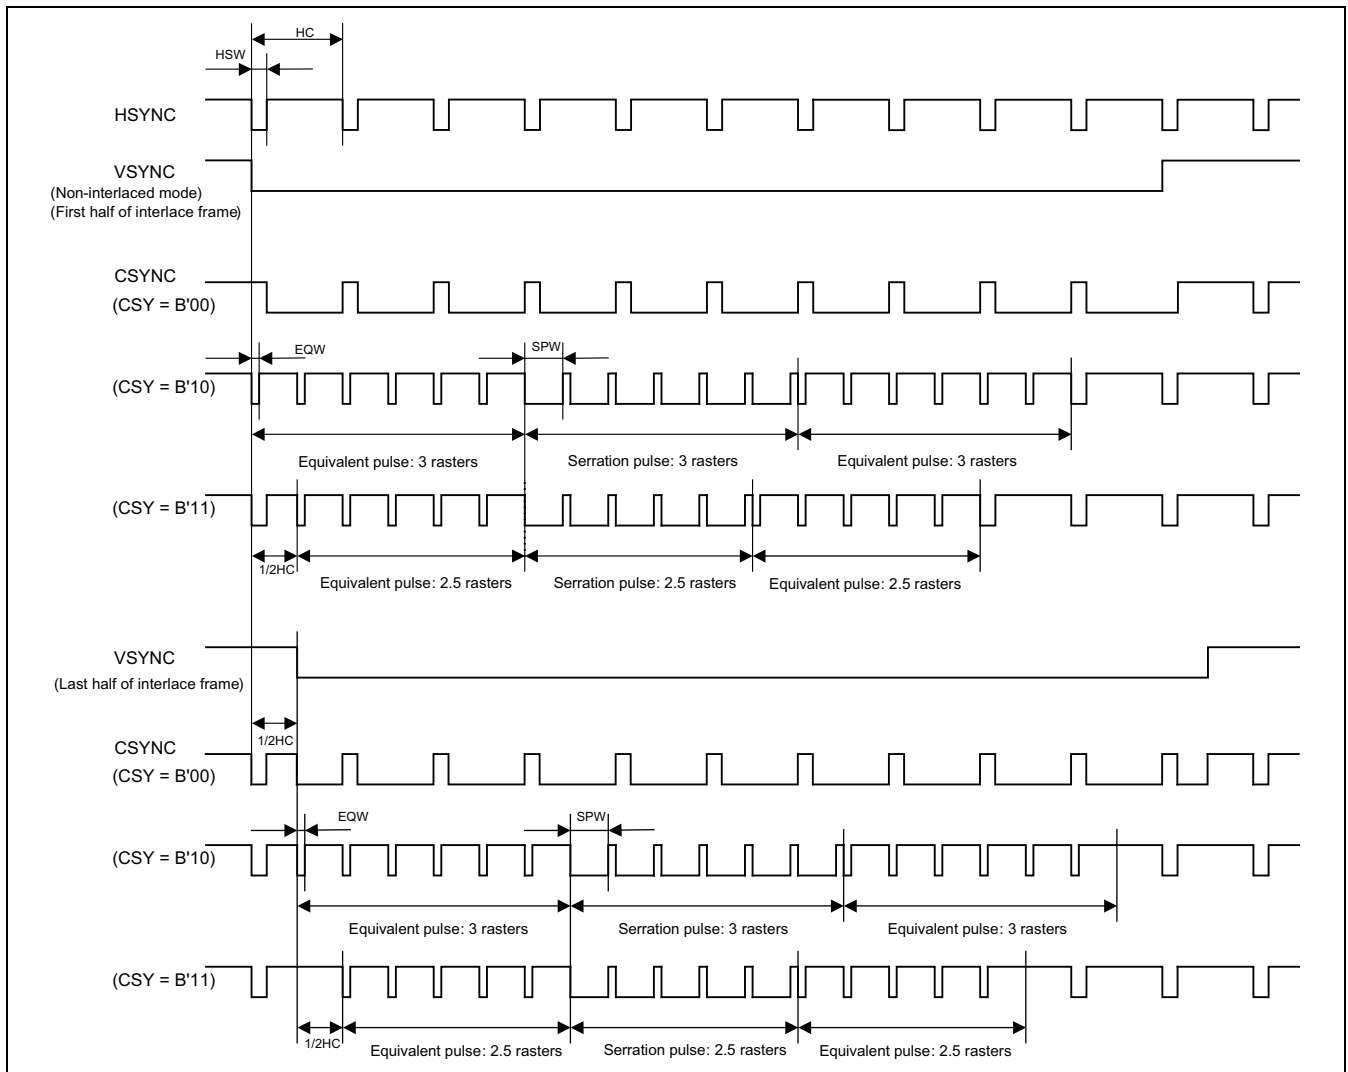 HC
HSW
HSYNC
VSYNC
(Non-interlaced mode)
(First half of interlace frame)
CSYNC
(CSY = B'00)
EQW
SPW
(CSY = B'10)
Equivalent pulse: 3 rasters
Serration pulse: 3 rasters
Equivalent pulse: 3 rasters
(CSY = B'11)
1/2HC
Equivalent pulse: 2.5 rasters
Serration pulse: 2.5 rasters
Equivalent pulse: 2.5 rasters
VSYNC
(Last half of interlace frame)
1/2HC
CSYNC
(CSY = B'00)
EQW
SPW
(CSY = B'10)
Equivalent pulse: 3 rasters
Serration pulse: 3 rasters
Equivalent pulse: 3 rasters
(CSY = B'11)
1/2HC
Equivalent pulse: 2.5 rasters
Serration pulse: 2.5 rasters
Equivalent pulse: 2.5 rasters